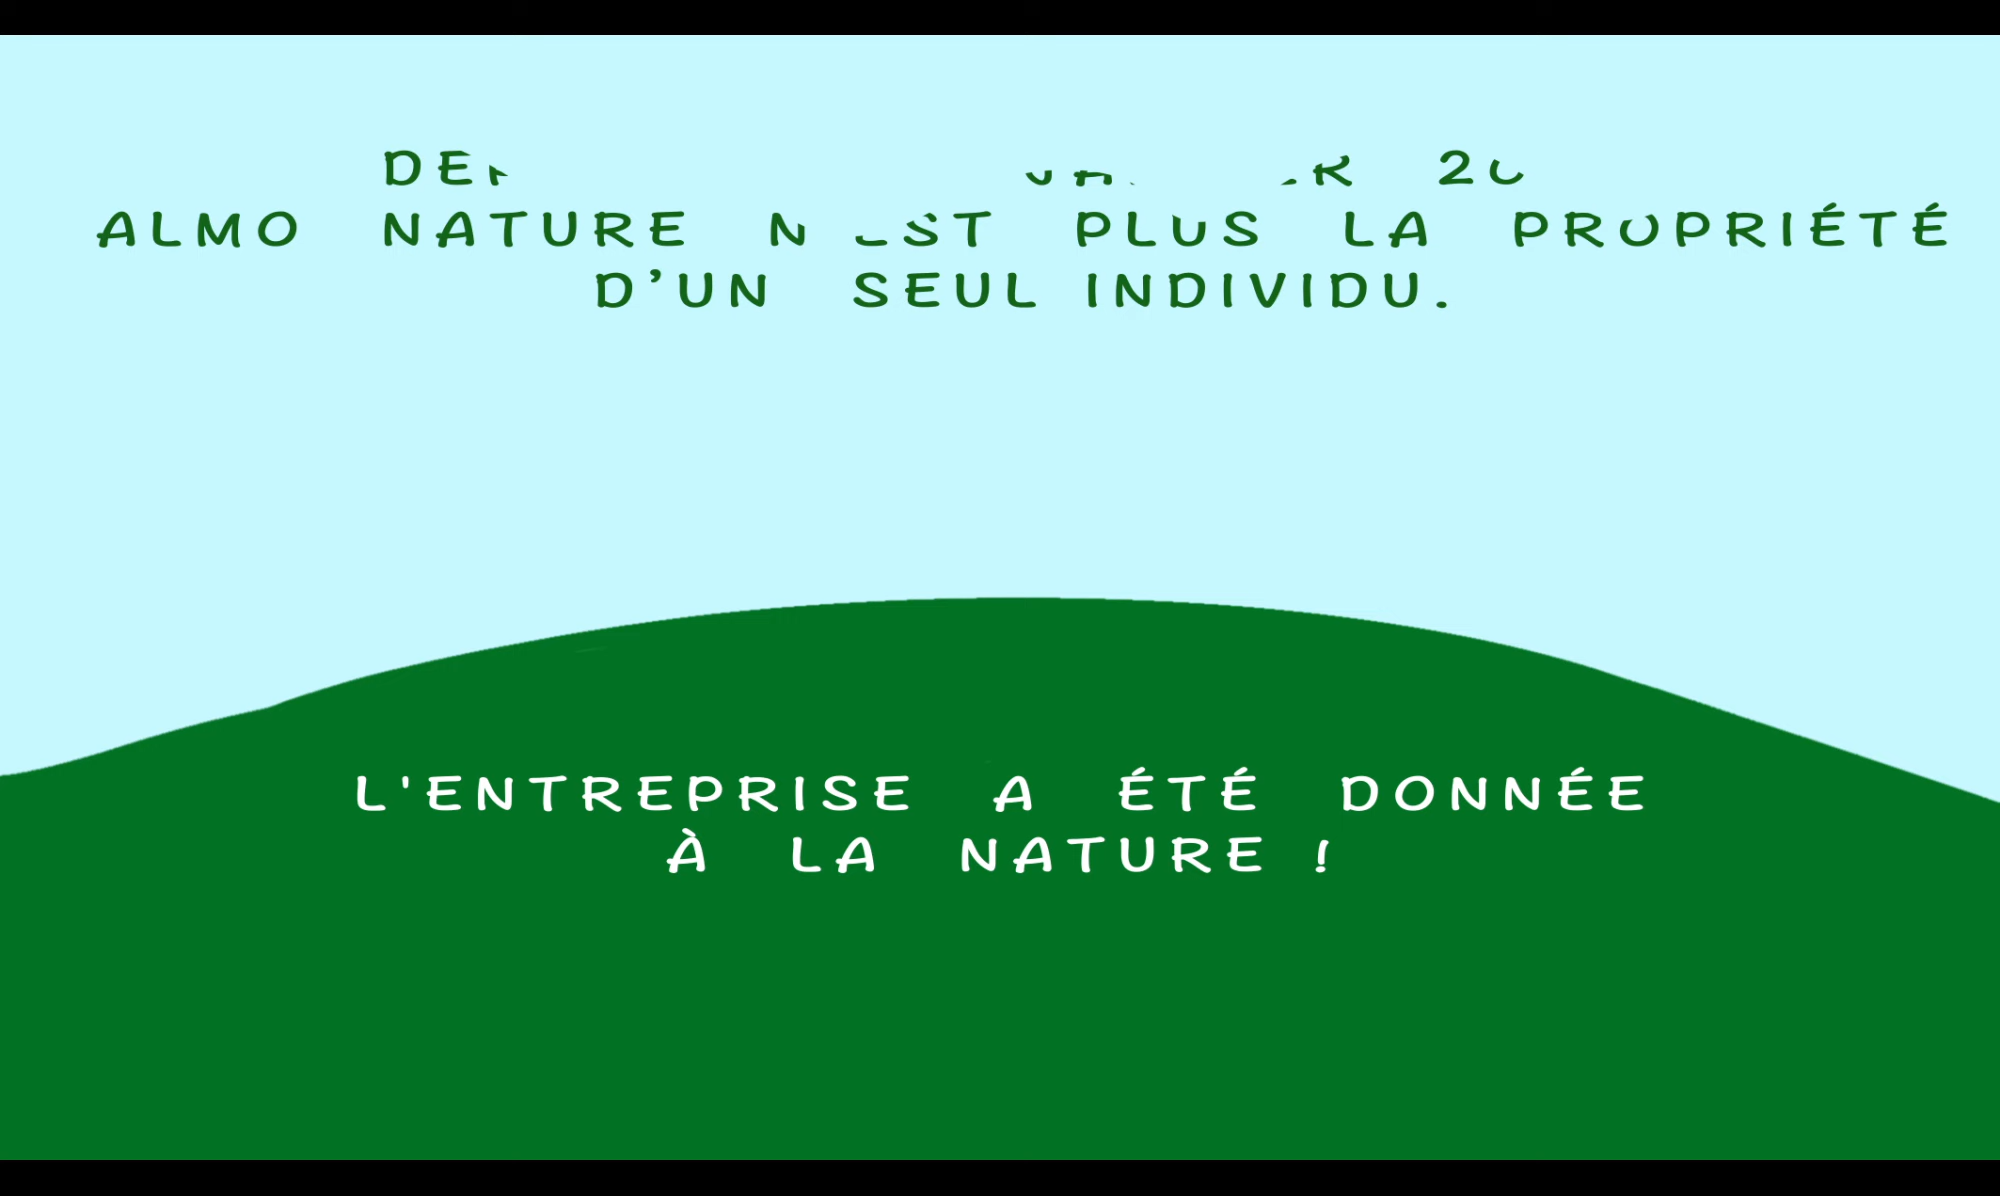 ALMO NATURE PLUS LA PROPRIÉTÉ
D’UN SEUL INDIVIDU.
L'ENTREPRISE A ÉTÉ DONNÉE
À LA NATURE !